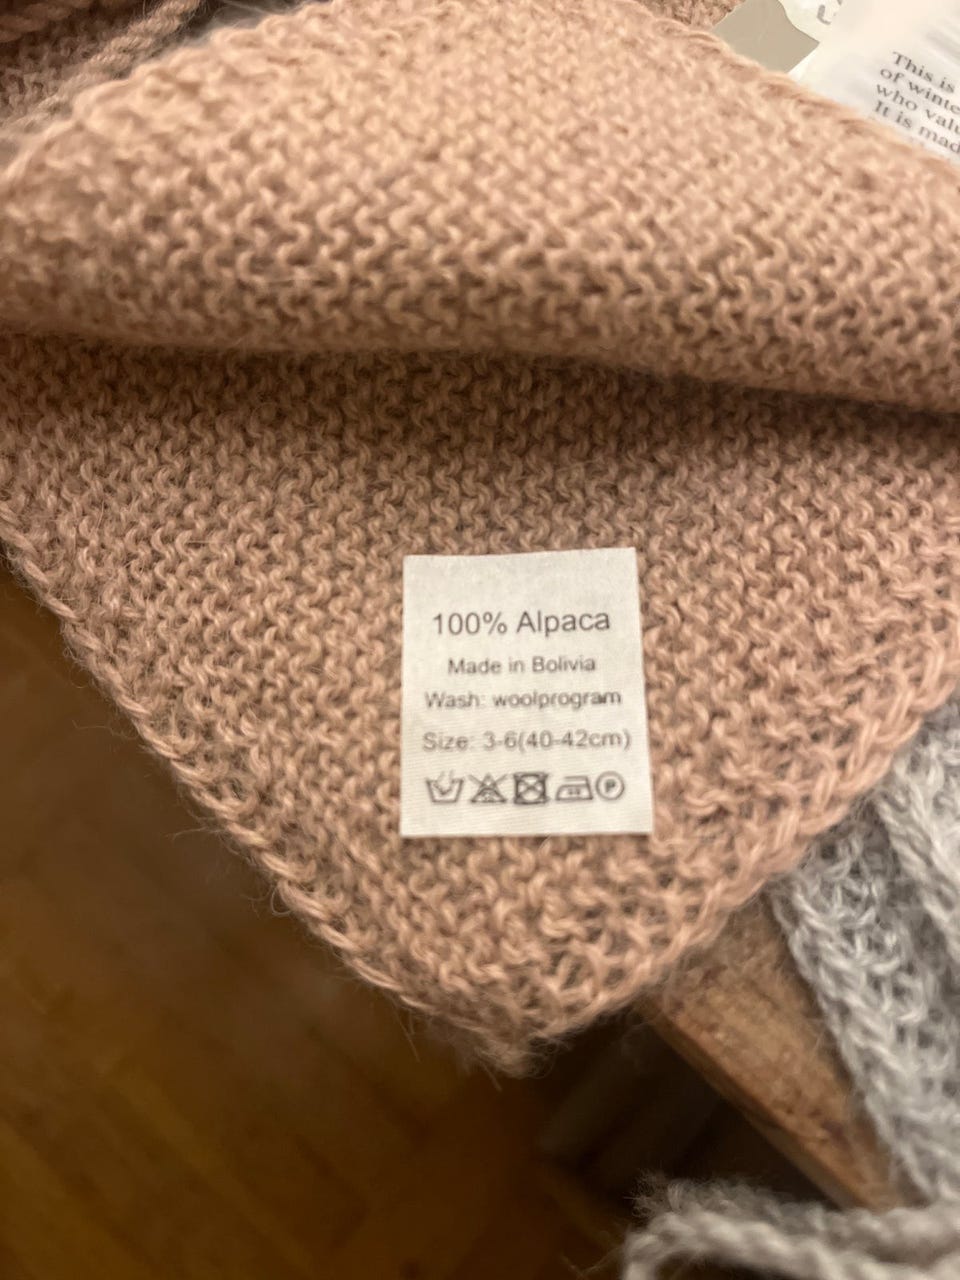 This is
of winte
who valu
It is mad
100% Alpaca
Made in Bolivia
Wash: woolprogram
Size: 3-6(40-42cm)
P